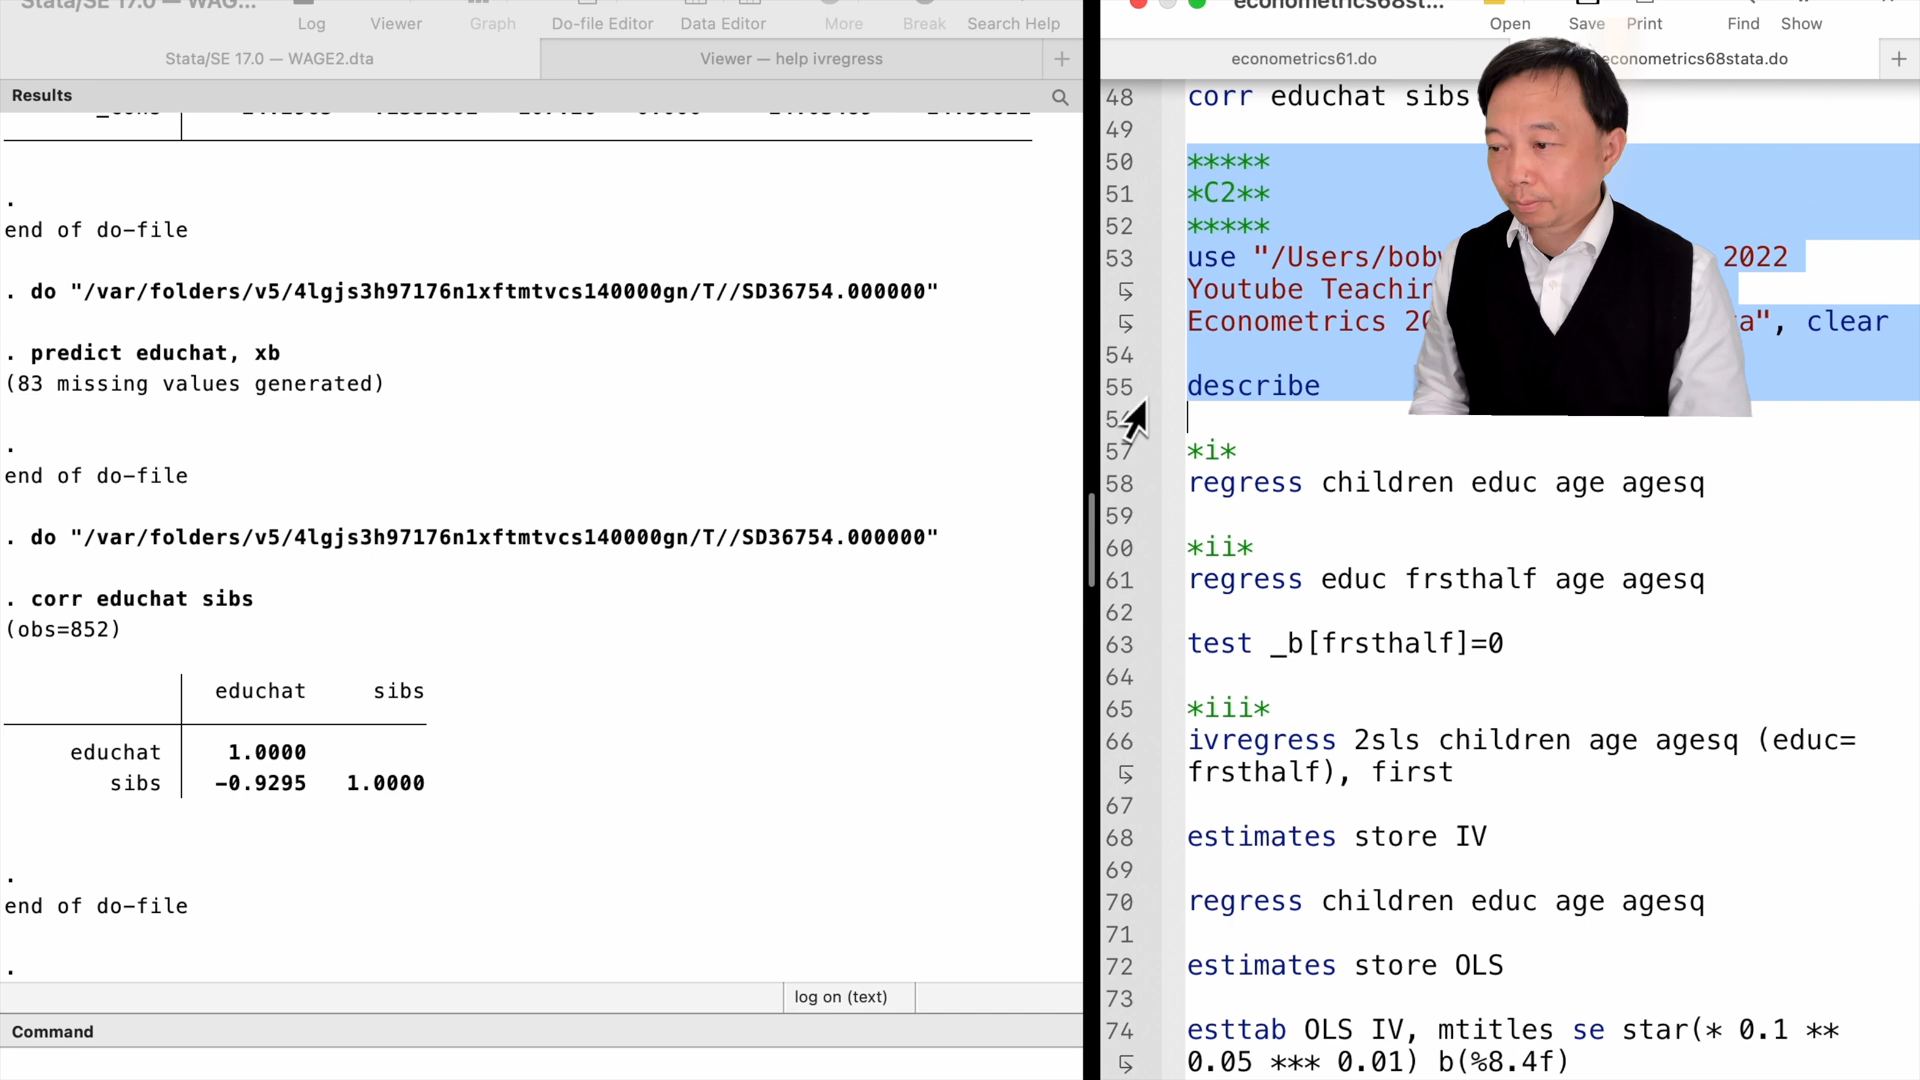 Stata/SE 17.0 — WAG...
Log
Viewer
Graph
Do-file Editor
Data Editor
More
Break
Search Help
Stata/SE 17.0 — WAGE2.dta
Viewer — help ivregress
Results
.
end of do-file
. do "/var/folders/v5/4lgjs3h97176n1xftmtvcs140000gn/T//SD36754.000000"
. predict educhat, xb
(83 missing values generated)
.
end of do-file
. do "/var/folders/v5/4lgjs3h97176n1xftmtvcs140000gn/T//SD36754.000000"
. corr educhat sibs
(obs=852)
educhat sibs
educhat 1.0000
sibs -0.9295 1.0000
.
end of do-file
.
log on (text)
Command
econometrics68st...
Open
Save
Print
Find
Show
econometrics61.do
econometrics68stata.do
48 corr educhat sibs
49
50 *****
51 *C2**
52 *****
53 use "/Users/bob 2022
Youtube
Econometrics a", clear
54
55 describe
57 *i*
58 regress children educ age agesq
59
60 *ii*
61 regress educ frsthalf age agesq
62
63 test _b[frsthalf]=0
64
65 *iii*
66 ivregress 2sls children age agesq (educ=
frsthalf), first
67
68 estimates store IV
69
70 regress children educ age agesq
71
72 estimates store OLS
73
74 esttab OLS IV, mtitles se star(* 0.1 **
0.05 *** 0.01) b(%8.4f)